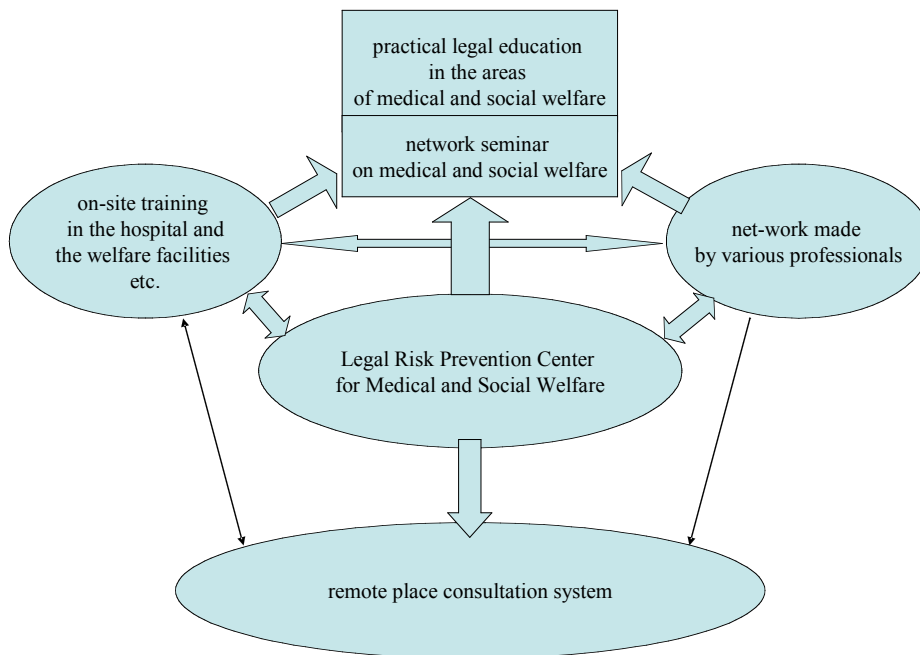 practical legal education
in the areas
of medical and social welfare
network seminar
on medical and social welfare
on-site training
in the hospital and
the welfare facilities
etc.
net-work made
by various professionals
Legal Risk Prevention Center
for Medical and Social Welfare
remote place consultation system